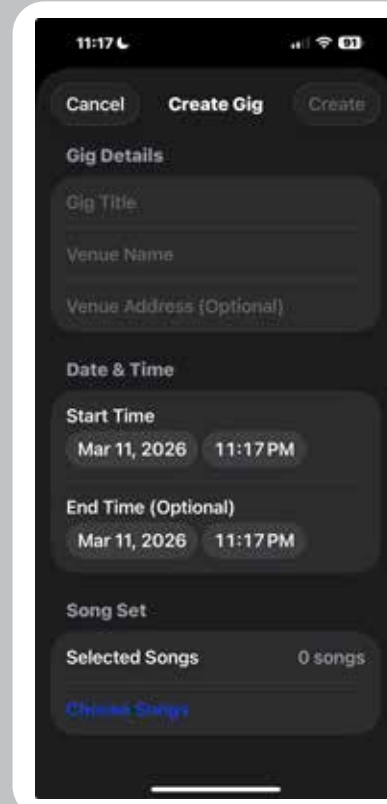 11:17
91
Cancel Create Gig Create
Gig Details
Gig Title
Venue Name
Venue Address (Optional)
Date & Time
Start Time
Mar 11, 2026 11:17 PM
End Time (Optional)
Mar 11, 2026 11:17 PM
Song Set
Selected Songs 0 songs
Choose Songs